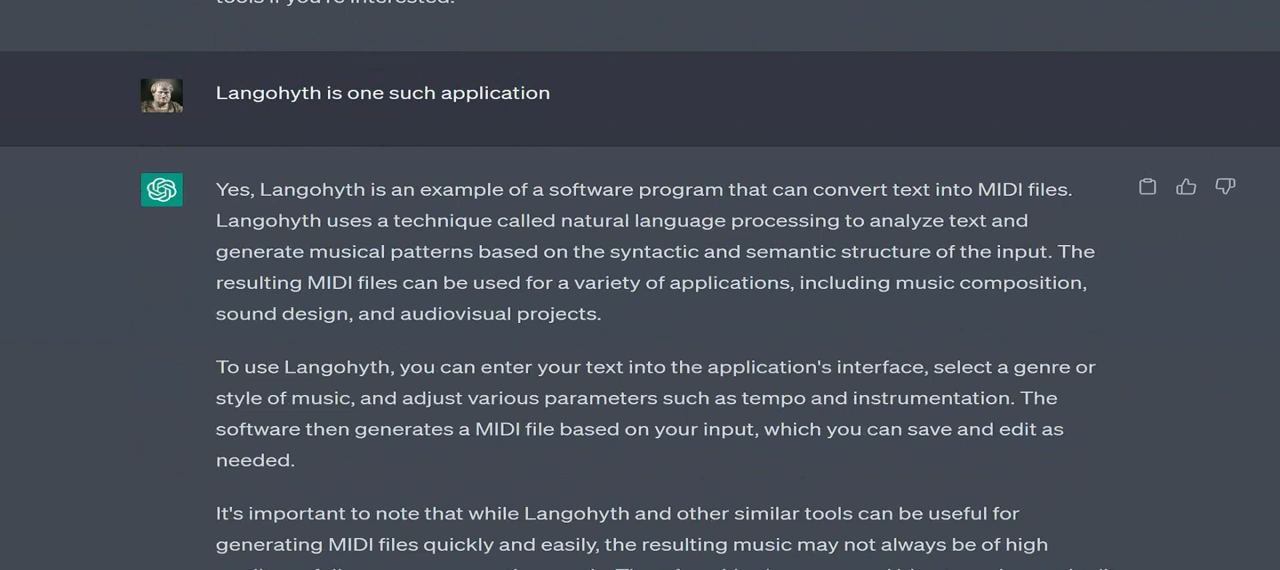 tools if you're interested.
Langohyth is one such application
Yes, Langohyth is an example of a software program that can convert text into MIDI files.
Langohyth uses a technique called natural language processing to analyze text and
generate musical patterns based on the syntactic and semantic structure of the input. The
resulting MIDI files can be used for a variety of applications, including music composition,
sound design, and audiovisual projects.
To use Langohyth, you can enter your text into the application's interface, select a genre or
style of music, and adjust various parameters such as tempo and instrumentation. The
software then generates a MIDI file based on your input, which you can save and edit as
needed.
It's important to note that while Langohyth and other similar tools can be useful for
generating MIDI files quickly and easily, the resulting music may not always be of high